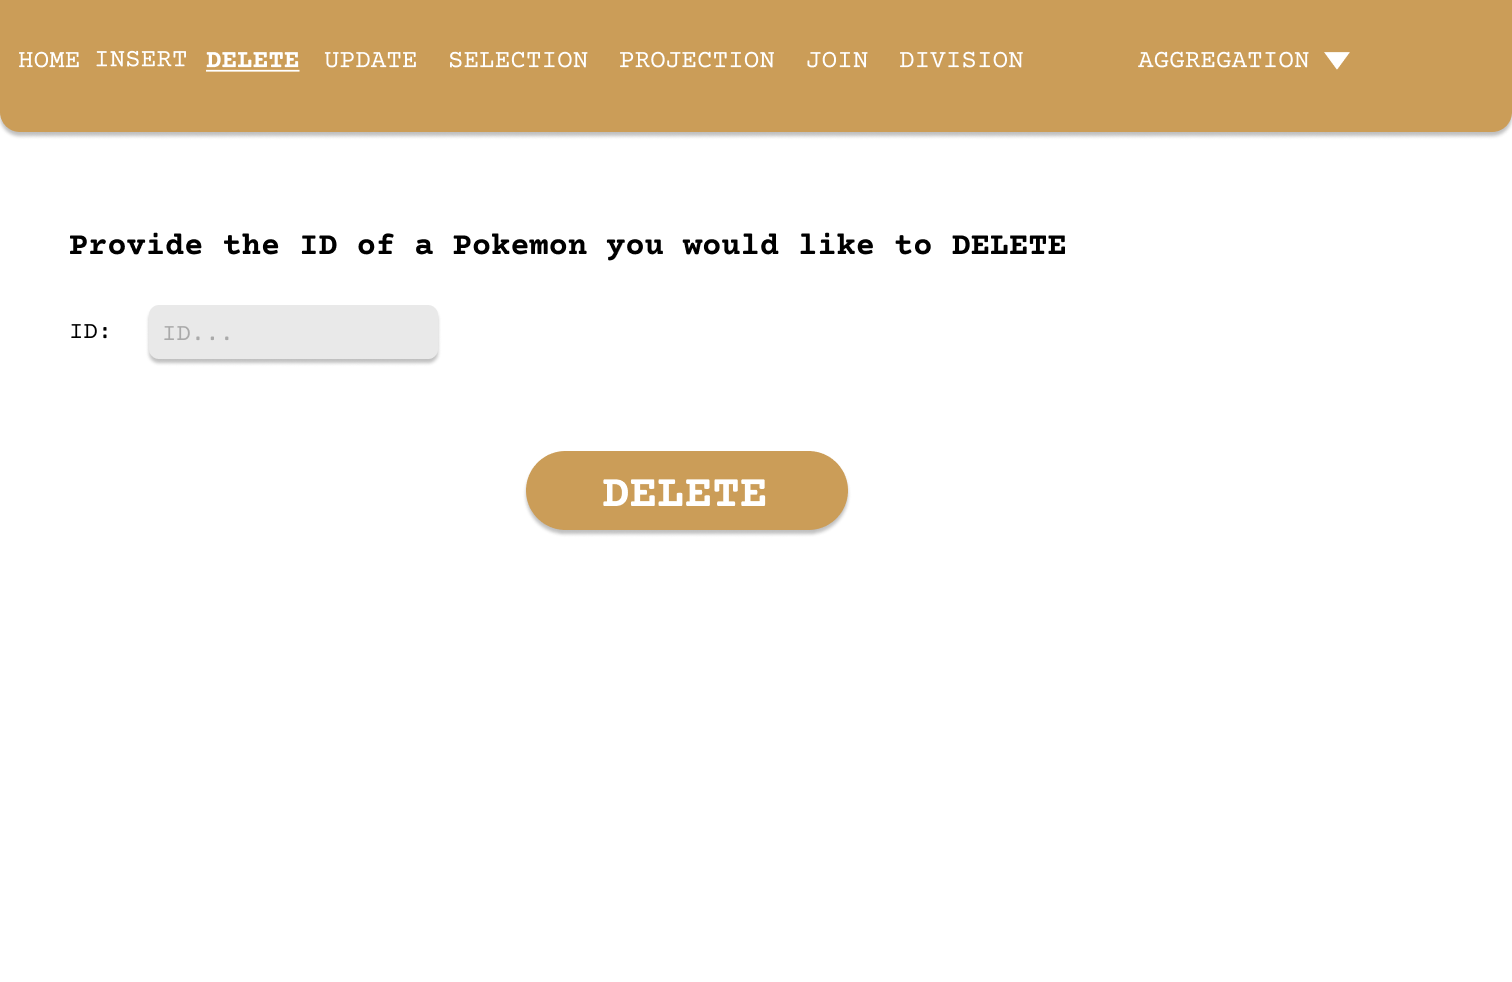 HOME INSERT DELETE UPDATE SELECTION PROJECTION JOIN DIVISION AGGREGATION
Provide the ID of a Pokemon you would like to DELETE
ID: ID...
DELETE